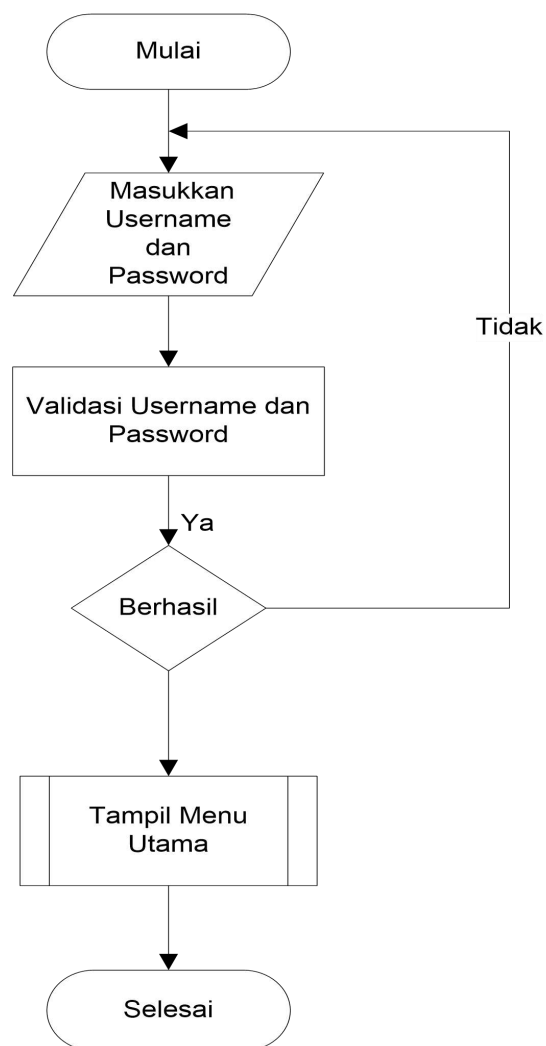 Mulai
Masukkan
Username
dan
Password
Tidak
Validasi Username dan
Password
Ya
Berhasil
Tampil Menu
Utama
Selesai